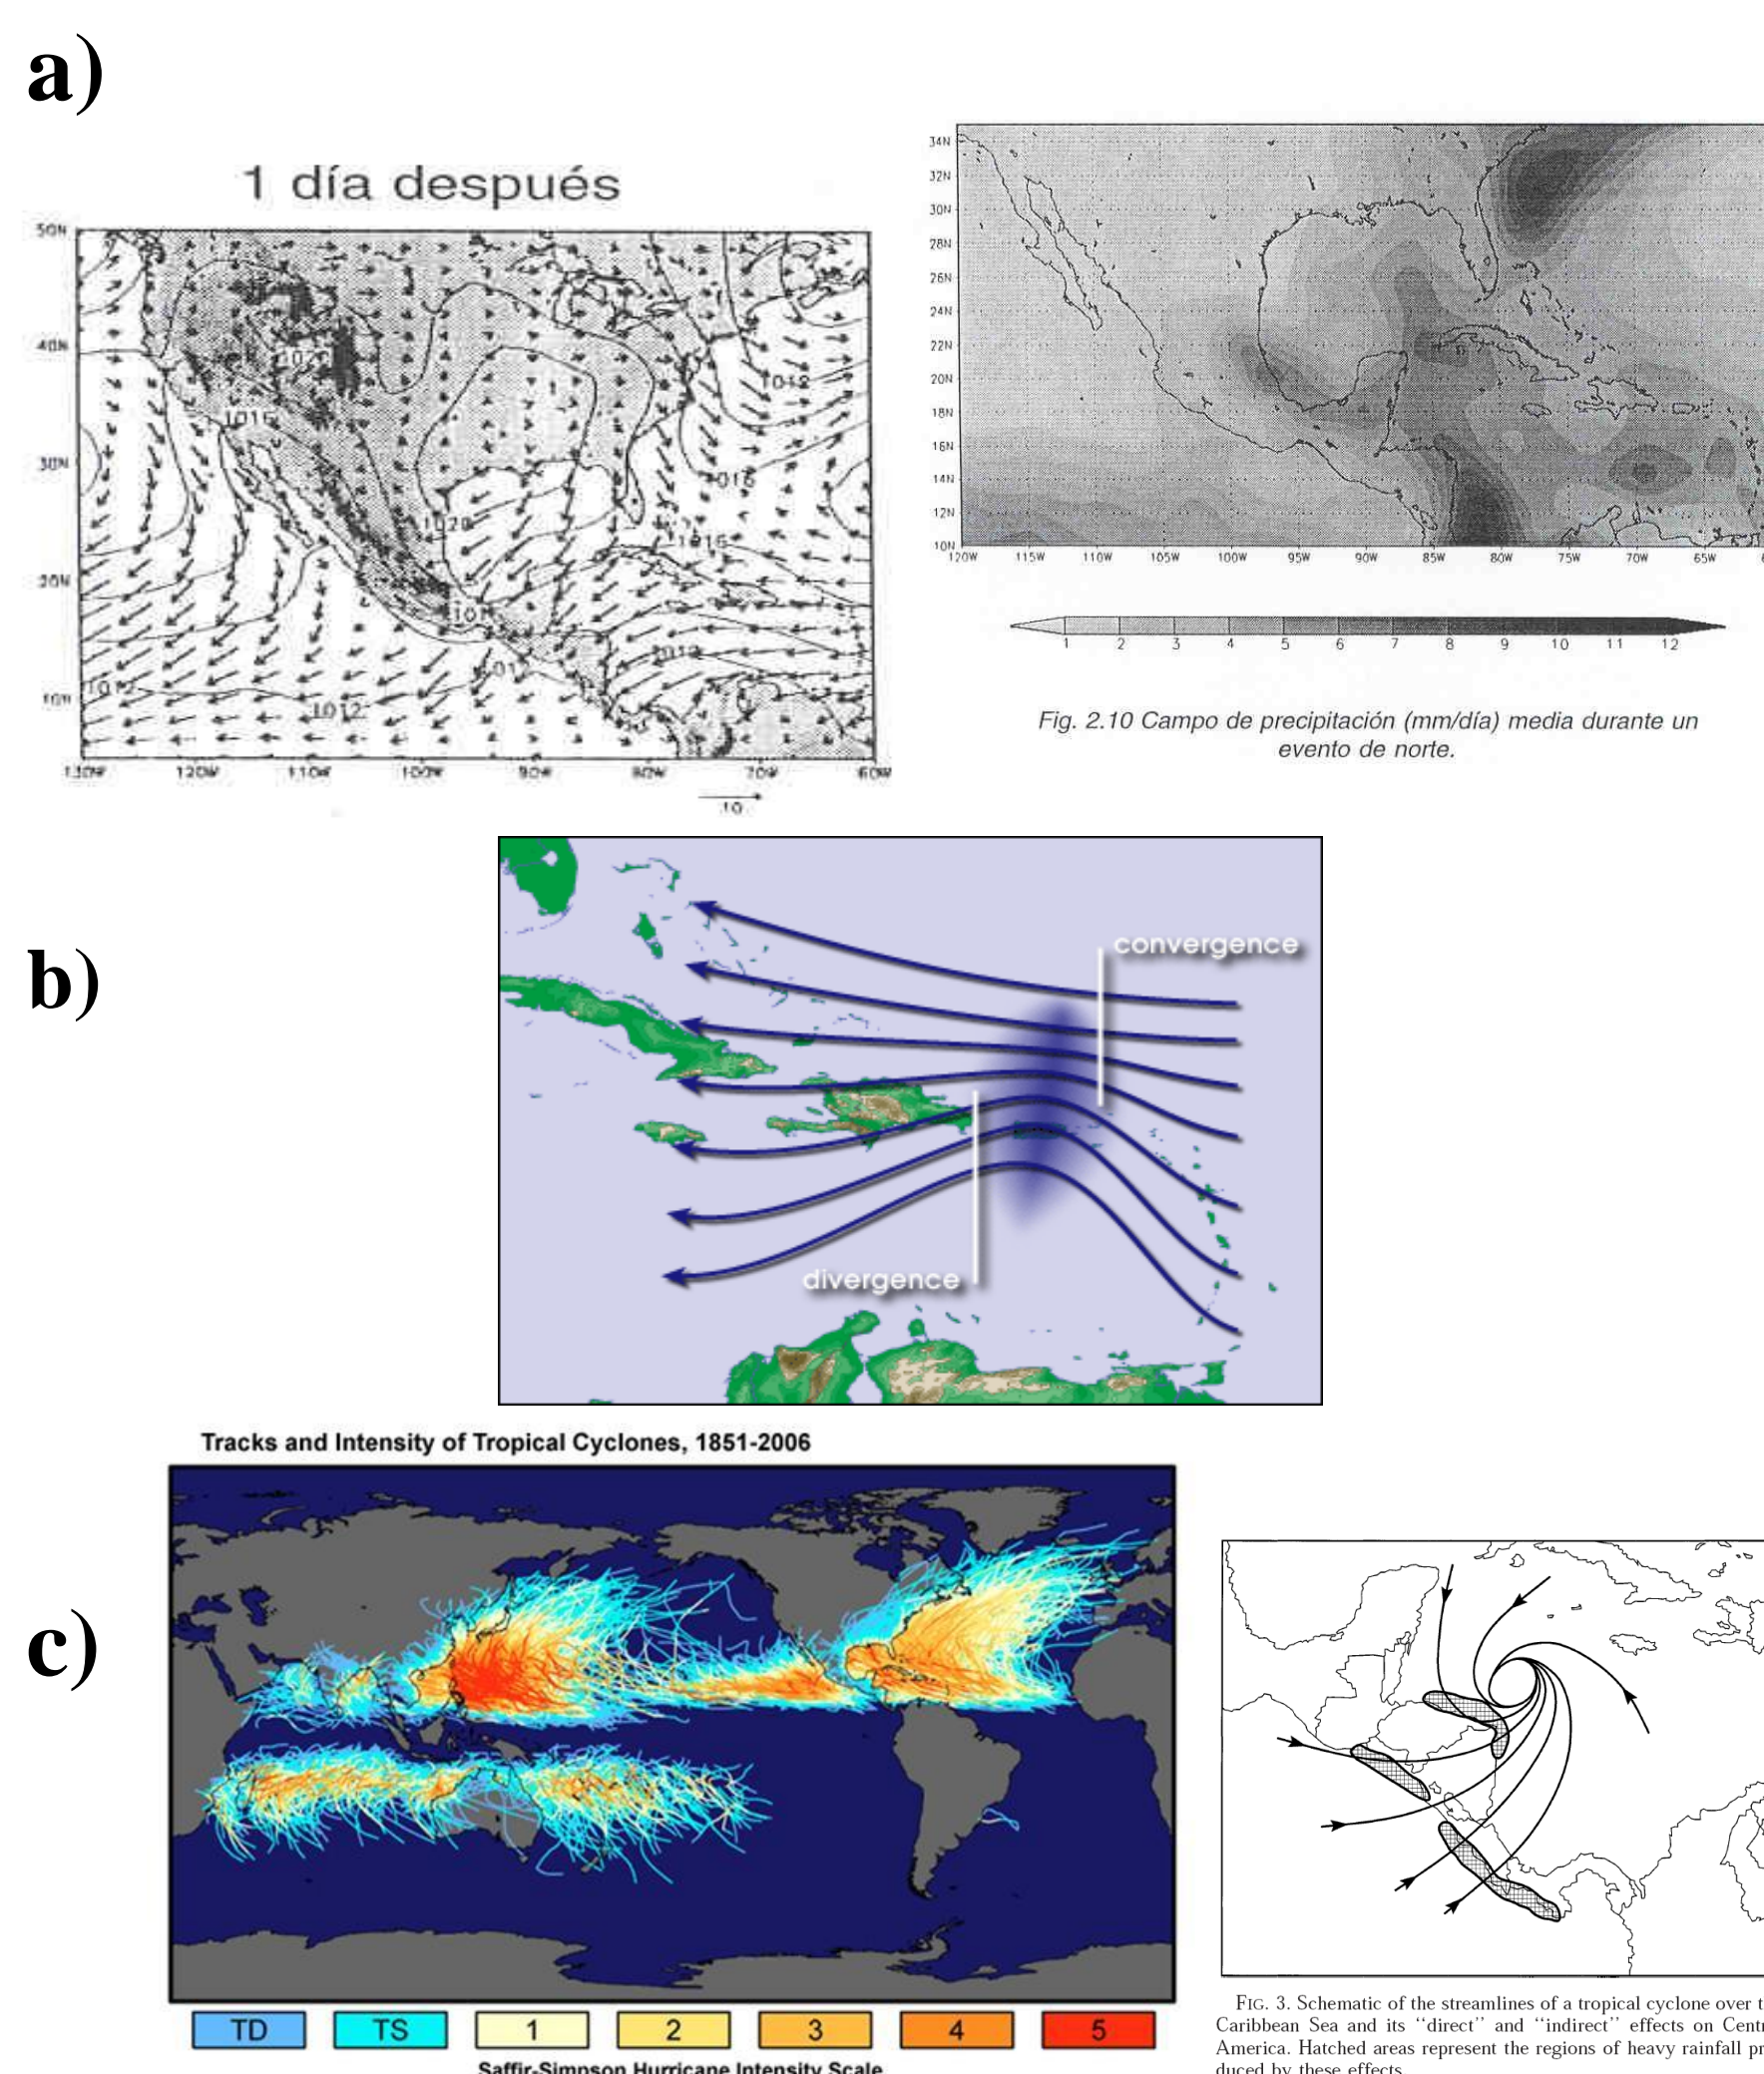 a)
1 día después
50N
40N
30N
20N
10N
1020
1016
1012
1016
1020
1016
1012
1012
130W 120W 110W 100W 90W 80W 70W 60W
10
34N
32N
30N
28N
26N
24N
22N
20N
18N
16N
14N
12N
10N
120W 115W 110W 105W 100W 95W 90W 85W 80W 75W 70W 65W
1 2 3 4 5 6 7 8 9 10 11 12
Fig. 2.10 Campo de precipitación (mm/día) media durante un
evento de norte.
b)
convergence
divergence
c)
Tracks and Intensity of Tropical Cyclones, 1851-2006
TD TS 1 2 3 4 5
Saffir-Simpson Hurricane Intensity Scale
FIG. 3. Schematic of the streamlines of a tropical cyclone over t
Caribbean Sea and its ‘‘direct’’ and ‘‘indirect’’ effects on Centr
America. Hatched areas represent the regions of heavy rainfall pr
duced by these effects.